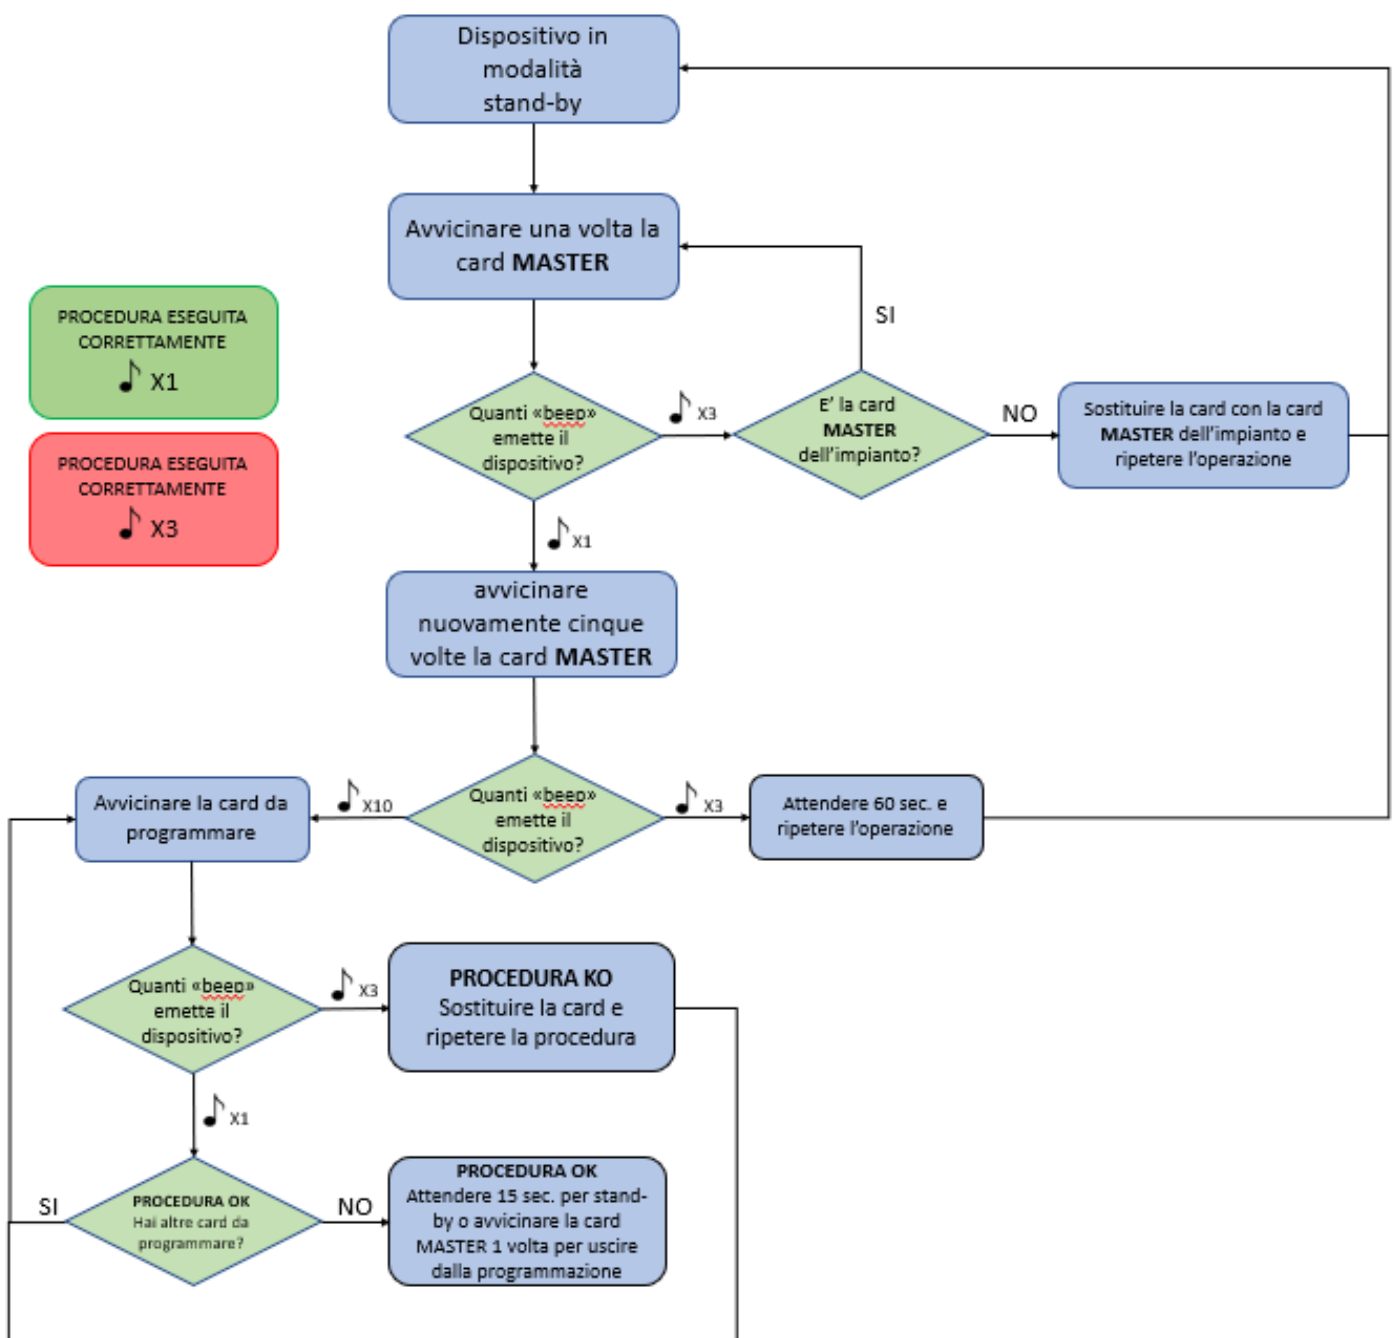 Dispositivo in
modalità
stand-by
Avvicinare una volta la
card MASTER
SI
PROCEDURA ESEGUITA
CORRETTAMENTE
X1
PROCEDURA ESEGUITA
CORRETTAMENTE
X3
Quanti «beep»
emette il
dispositivo?
X3
E' la card
MASTER
dell'impianto?
NO
Sostituire la card con la card
MASTER dell'impianto e
ripetere l'operazione
X1
avvicinare
nuovamente cinque
volte la card MASTER
Avvicinare la card da
programmare
X10
Quanti «beep»
emette il
dispositivo?
X3
Attendere 60 sec. e
ripetere l'operazione
Quanti «beep»
emette il
dispositivo?
X3
PROCEDURA KO
Sostituire la card e
ripetere la procedura
X1
SI
PROCEDURA OK
Hai altre card da
programmare?
NO
PROCEDURA OK
Attendere 15 sec. per stand-
by o avvicinare la card
MASTER 1 volta per uscire
dalla programmazione